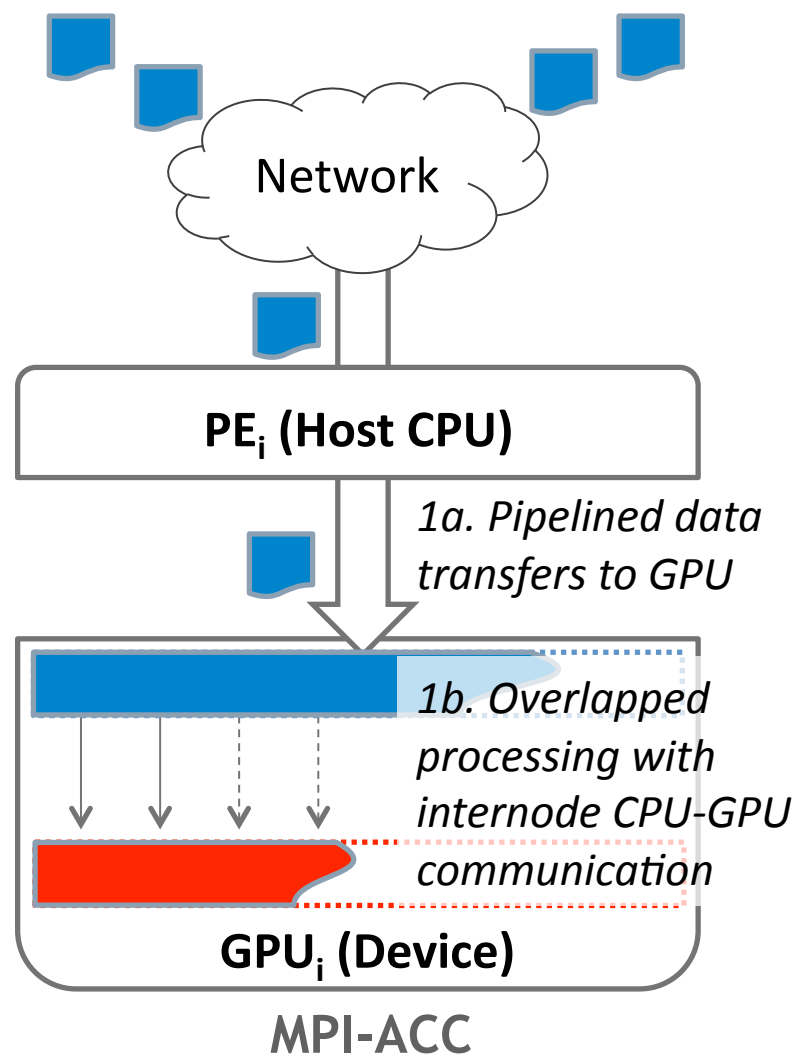 Network
PEi (Host CPU)
1a. Pipelined data
transfers to GPU
1b. Overlapped
processing with
internode CPU-GPU
communication
GPUi (Device)
MPI-ACC